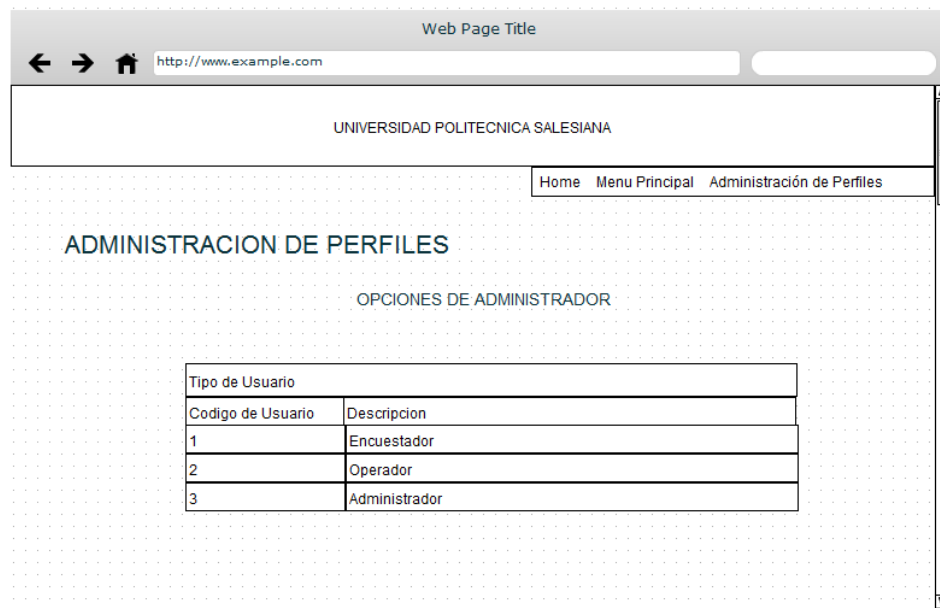 Web Page Title
http://www.example.com
UNIVERSIDAD POLITECNICA SALESIANA
Home Menu Principal Administración de Perfiles
ADMINISTRACION DE PERFILES
OPCIONES DE ADMINISTRADOR
Tipo de Usuario
Codigo de Usuario Descripcion
1 Encuestador
2 Operador
3 Administrador